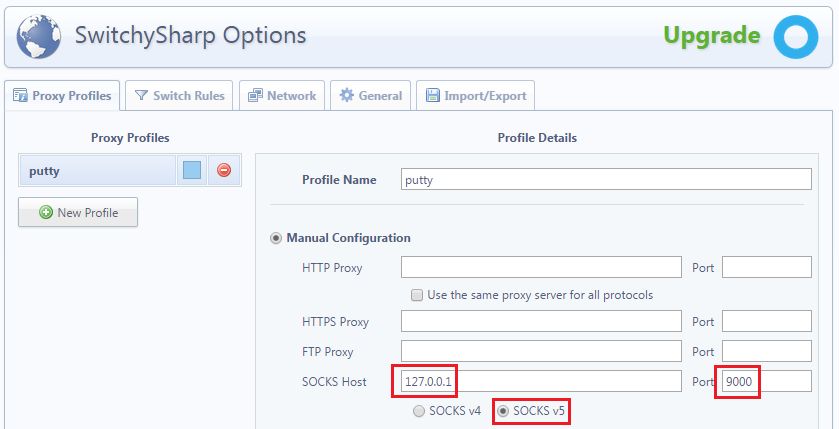 SwitchySharp Options
Upgrade
Proxy Profiles
Switch Rules
Network
General
Import/Export
Proxy Profiles
Profile Details
putty
Profile Name
putty
New Profile
Manual Configuration
HTTP Proxy
Port
Use the same proxy server for all protocols
HTTPS Proxy
Port
FTP Proxy
Port
SOCKS Host
127.0.0.1
Port
9000
SOCKS v4
SOCKS v5